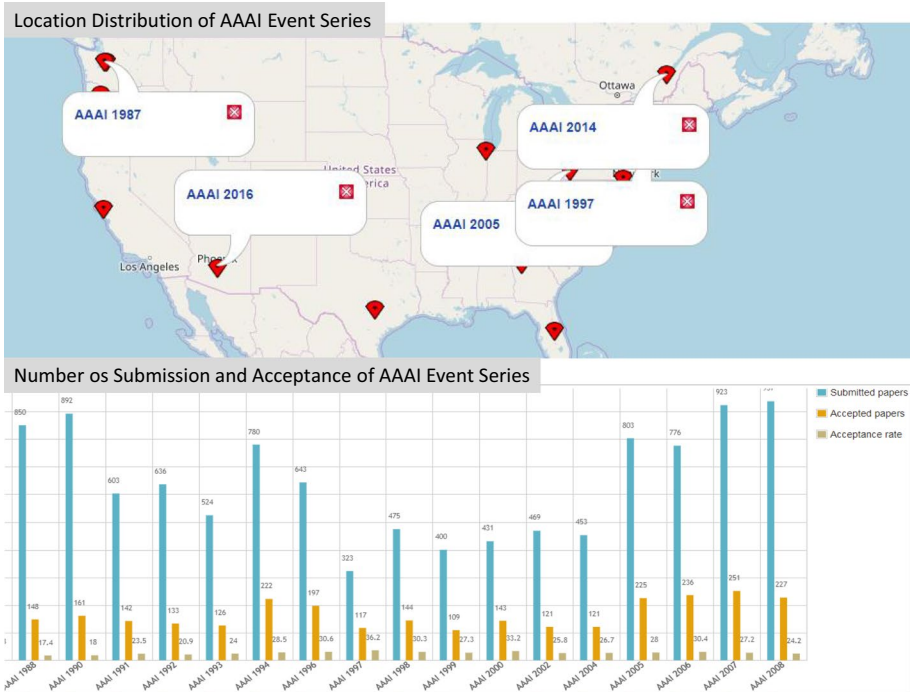 Location Distribution of AAAI Event Series
Ottawa
AAAI 1987
AAAI 2014
United States
erica
rk
AAAI 2016
AAAI 1997
AAAI 2005
Los Angeles
Number os Submission and Acceptance of AAAI Event Series
Submitted papers
Accepted papers
Acceptance rate
850 892 603 636 524 780 643 323 475 400 431 469 453 803 776 923
148 161 142 133 126 222 197 117 144 109 143 121 121 225 236 251 227
17.4 18 23.5 20.9 24 28.5 30.6 36.2 30.3 27.3 33.2 25.8 26.7 28 30.4 27.2 24.2
AAAI 1988 AAAI 1990 AAAI 1991 AAAI 1992 AAAI 1993 AAAI 1994 AAAI 1996 AAAI 1997 AAAI 1998 AAAI 1999 AAAI 2000 AAAI 2002 AAAI 2004 AAAI 2005 AAAI 2006 AAAI 2007 AAAI 2008